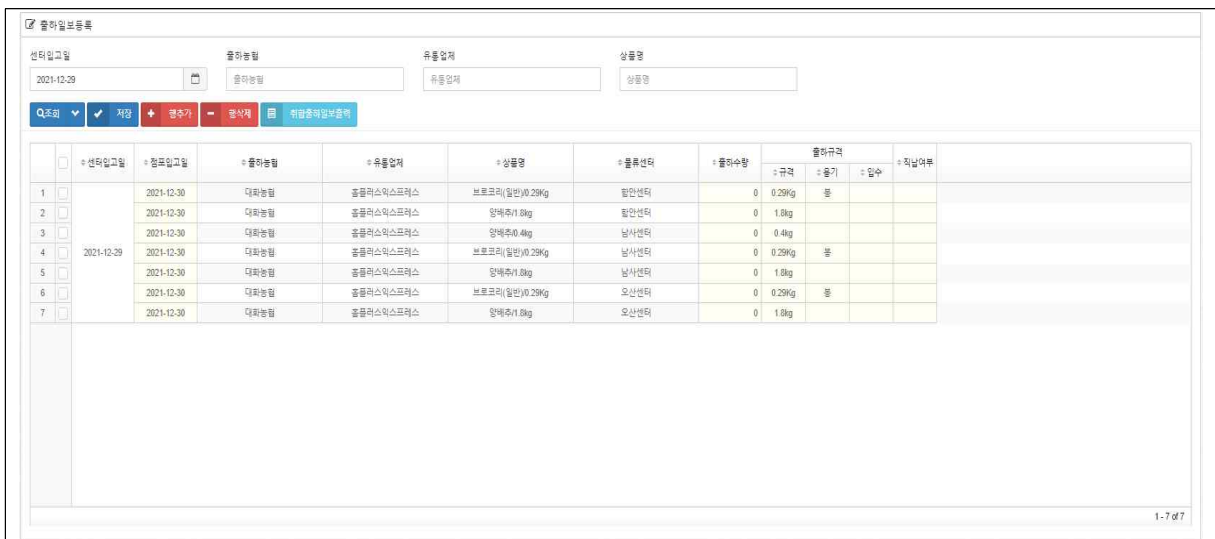 출하일보등록
센터입고일 출하농협 유통업체 상품명
2021-12-29 출하농협 유통업체 상품명
조회 저장 행추가 행삭제 취합출하일보출력
센터입고일 점포입고일 출하농협 유통업체 상품명 물류센터 출하수량 출하규격 직납여부
규격 용기 입수
1 2021-12-30 대화농협 홈플러스익스프레스 브로코리(일반)/0.29Kg 함안센터 0 0.29Kg 봉
2 2021-12-30 대화농협 홈플러스익스프레스 양배추/1.8kg 함안센터 0 1.8kg
3 2021-12-30 대화농협 홈플러스익스프레스 양배추/0.4kg 남사센터 0 0.4kg
4 2021-12-29 2021-12-30 대화농협 홈플러스익스프레스 브로코리(일반)/0.29Kg 남사센터 0 0.29Kg 봉
5 2021-12-30 대화농협 홈플러스익스프레스 양배추/1.8kg 남사센터 0 1.8kg
6 2021-12-30 대화농협 홈플러스익스프레스 브로코리(일반)/0.29Kg 오산센터 0 0.29Kg 봉
7 2021-12-30 대화농협 홈플러스익스프레스 양배추/1.8kg 오산센터 0 1.8kg
1 - 7 of 7